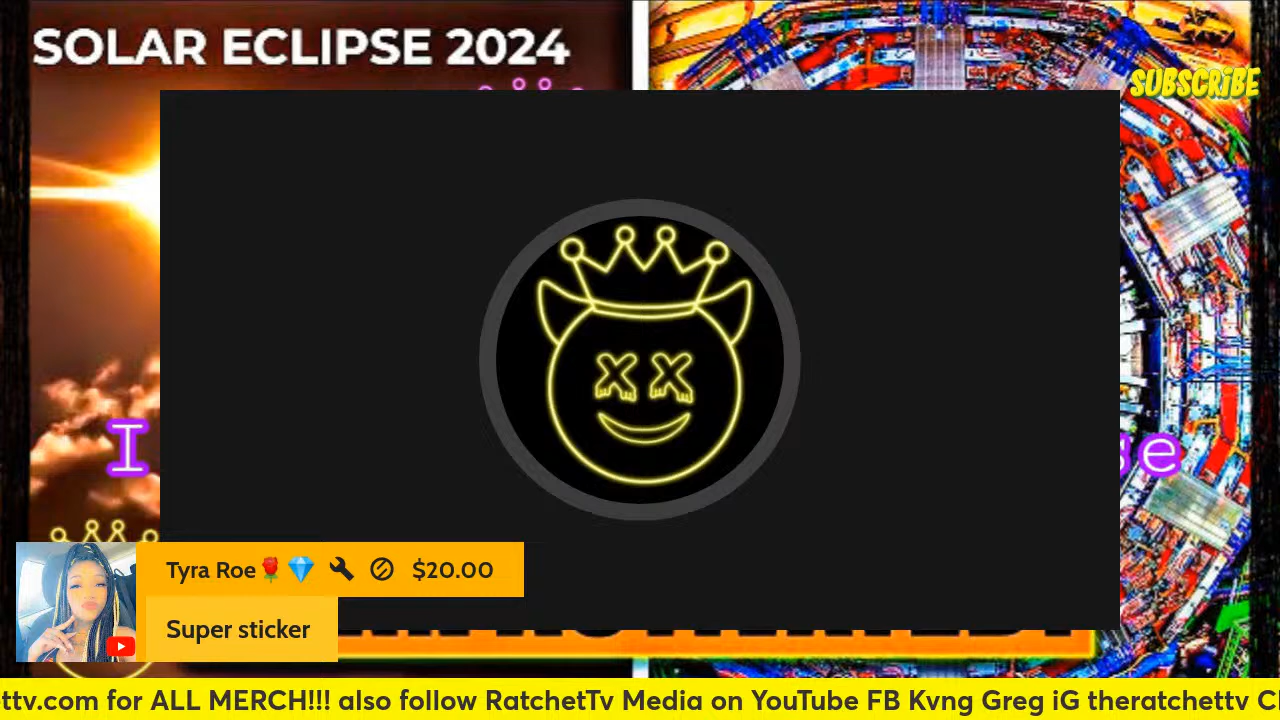 SOLAR ECLIPSE 2024
SUBSCRiBE
I
Tyra Roe🌹💎 $20.00
Super sticker
ttv.com for ALL MERCH!!! also follow RatchetTv Media on YouTube FB Kvng Greg iG theratchettv C